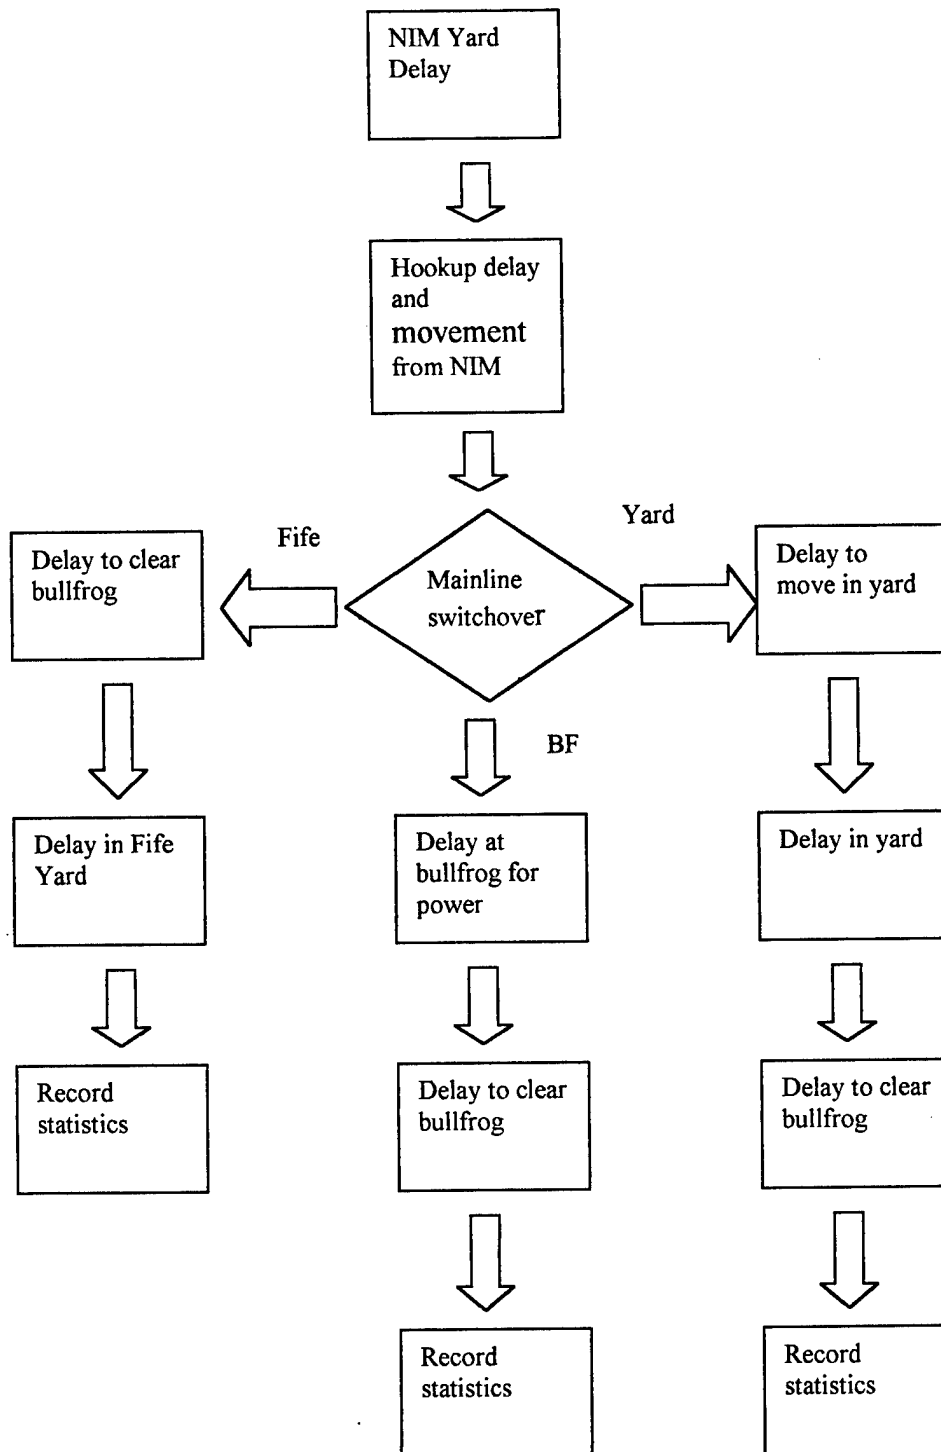 NIM Yard
Delay
Hookup delay
and
movement
from NIM
Mainline
switchover
Fife
Yard
BF
Delay to clear
bullfrog
Delay in Fife
Yard
Record
statistics
Delay at
bullfrog for
power
Delay to clear
bullfrog
Record
statistics
Delay to
move in yard
Delay in yard
Delay to clear
bullfrog
Record
statistics